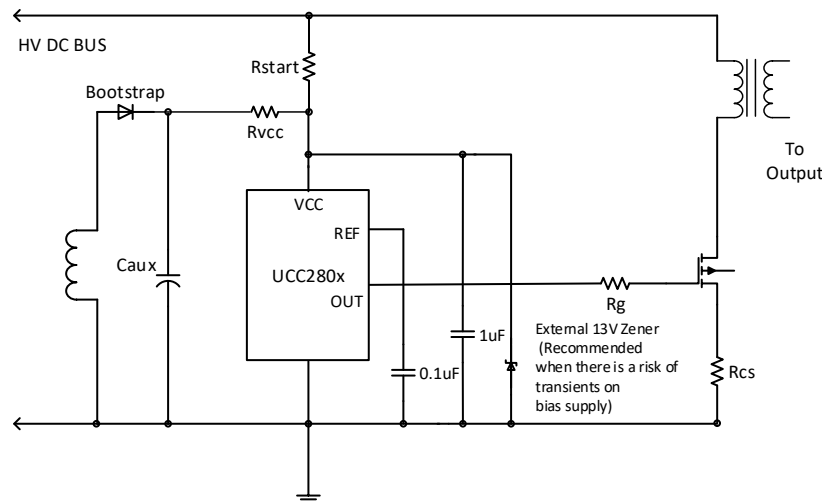 HV DC BUS
Rstart
Bootstrap
Rvcc
To
Output
VCC
REF
Caux
UCC280x
OUT
Rg
1uF
External 13V Zener
(Recommended
when there is a risk of
transients on
bias supply)
0.1uF
Rcs